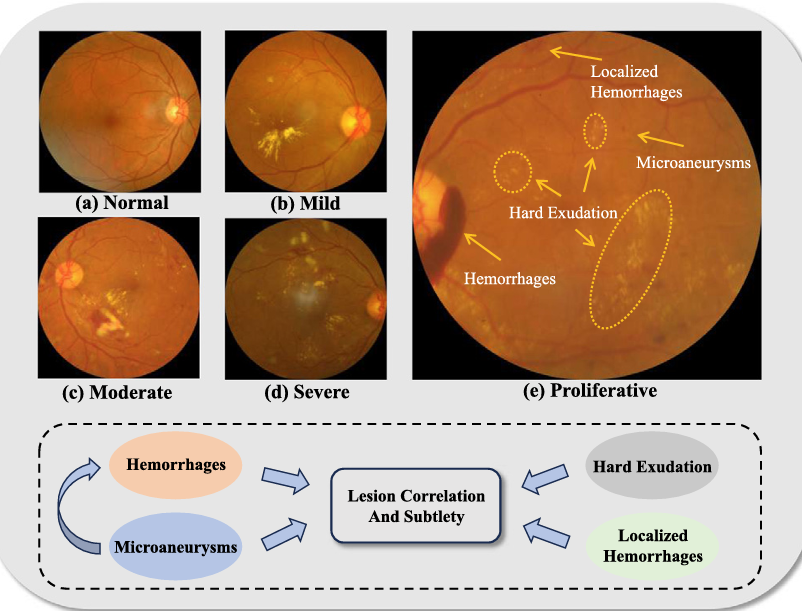 (a) Normal
(b) Mild
(c) Moderate
(d) Severe
Localized
Hemorrhages
Microaneurysms
Hard Exudation
Hemorrhages
(e) Proliferative
Hemorrhages
Microaneurysms
Lesion Correlation
And Subtlety
Hard Exudation
Localized
Hemorrhages